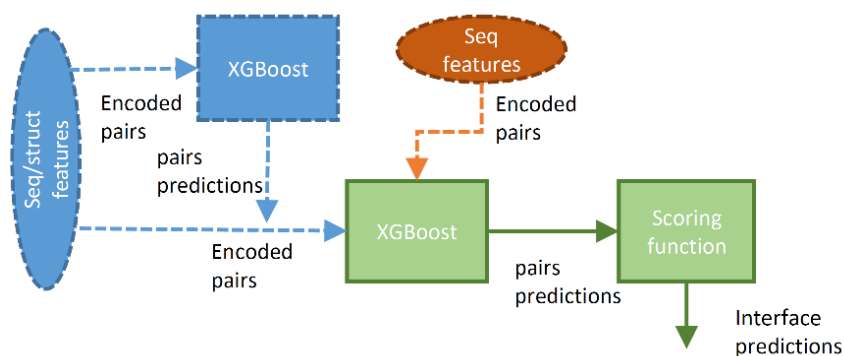 Seq/struct
features
XGBoost
Encoded
pairs
pairs
predictions
Seq
features
Encoded
pairs
Encoded
pairs
XGBoost
pairs
predictions
Scoring
function
Interface
predictions